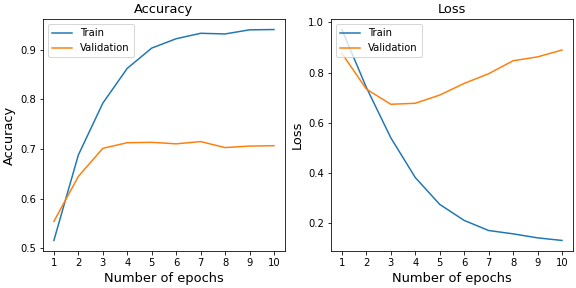 Accuracy
Train
Validation
0.9
0.8
0.7
0.6
0.5
Accuracy
1 2 3 4 5 6 7 8 9 10
Number of epochs
Loss
Train
Validation
1.0
0.8
0.6
0.4
0.2
Loss
1 2 3 4 5 6 7 8 9 10
Number of epochs